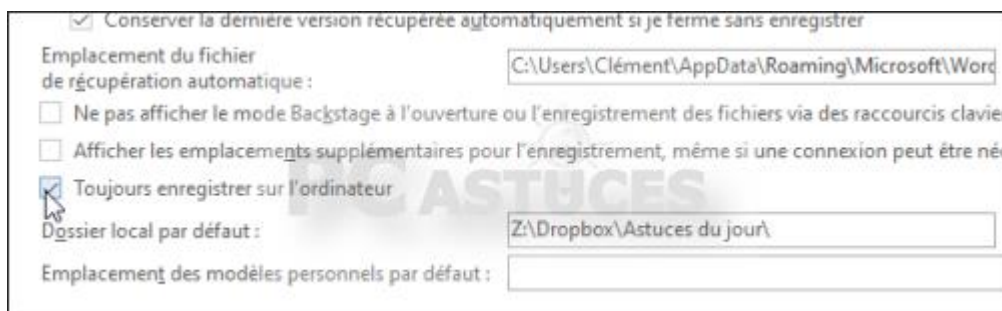 Conserver la dernière version récupérée automatiquement si je ferme sans enregistrer
Emplacement du fichier
de récupération automatique :
C:\Users\Clément\AppData\Roaming\Microsoft\Word
Ne pas afficher le mode Backstage à l'ouverture ou l'enregistrement des fichiers via des raccourcis clavie
Afficher les emplacements supplémentaires pour l'enregistrement, même si une connexion peut être né
Toujours enregistrer sur l'ordinateur
PC ASTUCES
Dossier local par défaut :
Z:\Dropbox\Astuces du jour\
Emplacement des modèles personnels par défaut :